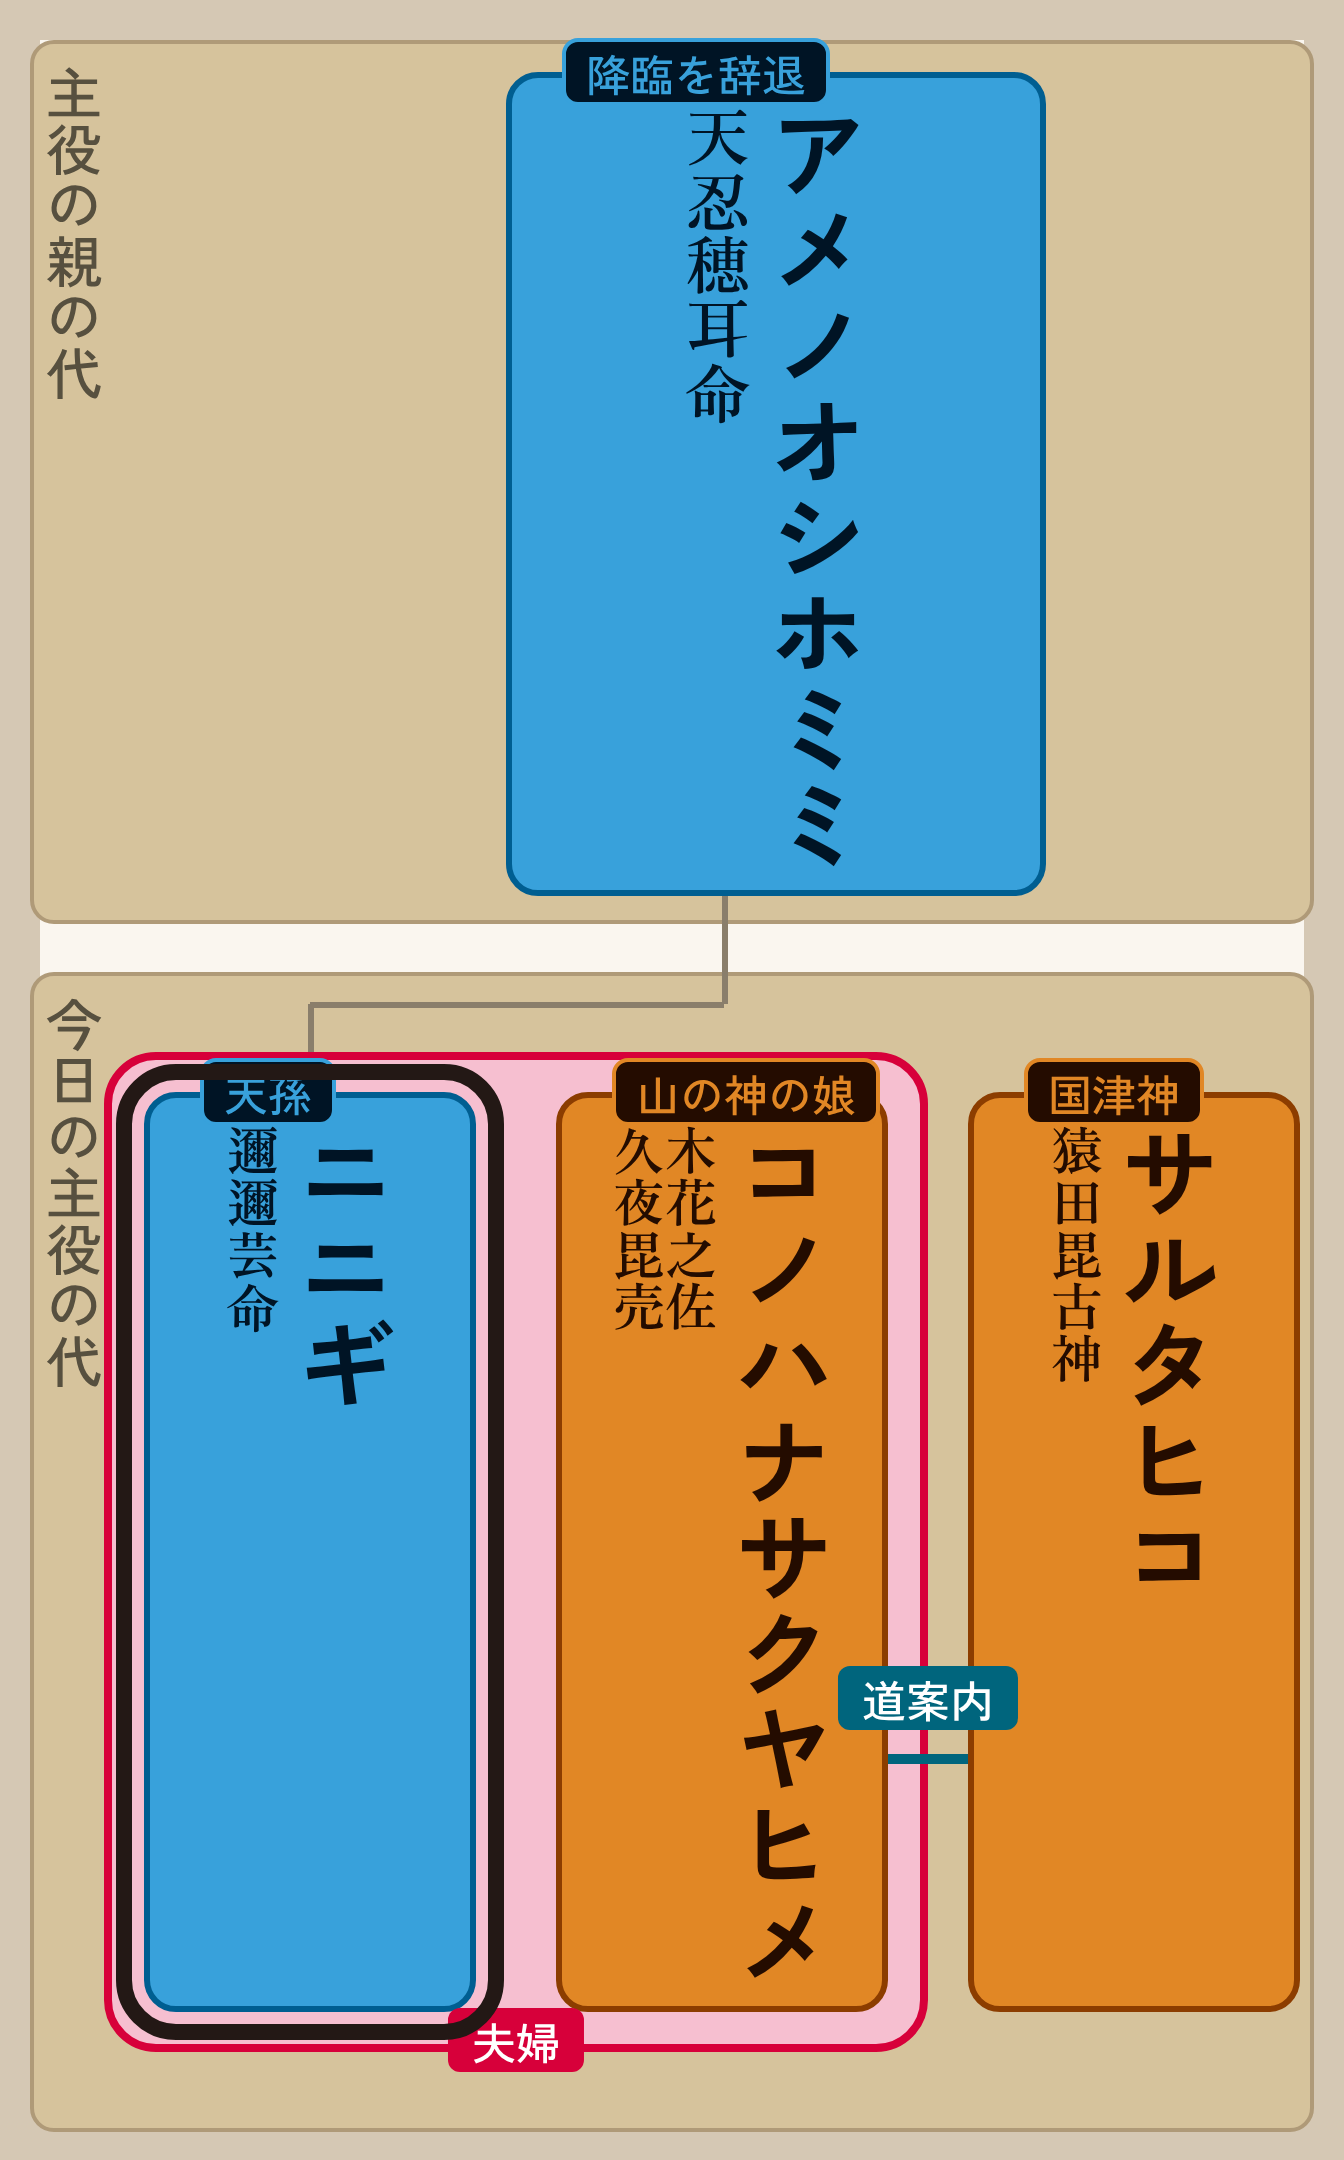 主役の親の代
降臨を辞退
アメノオシホミミ
天忍穂耳命
今日の主役の代
天孫
ニニギ
邇邇芸命
山の神の娘
コノハナサクヤヒメ
木花之佐
久夜毘売
国津神
サルタヒコ
猿田毘古神
道案内
夫婦